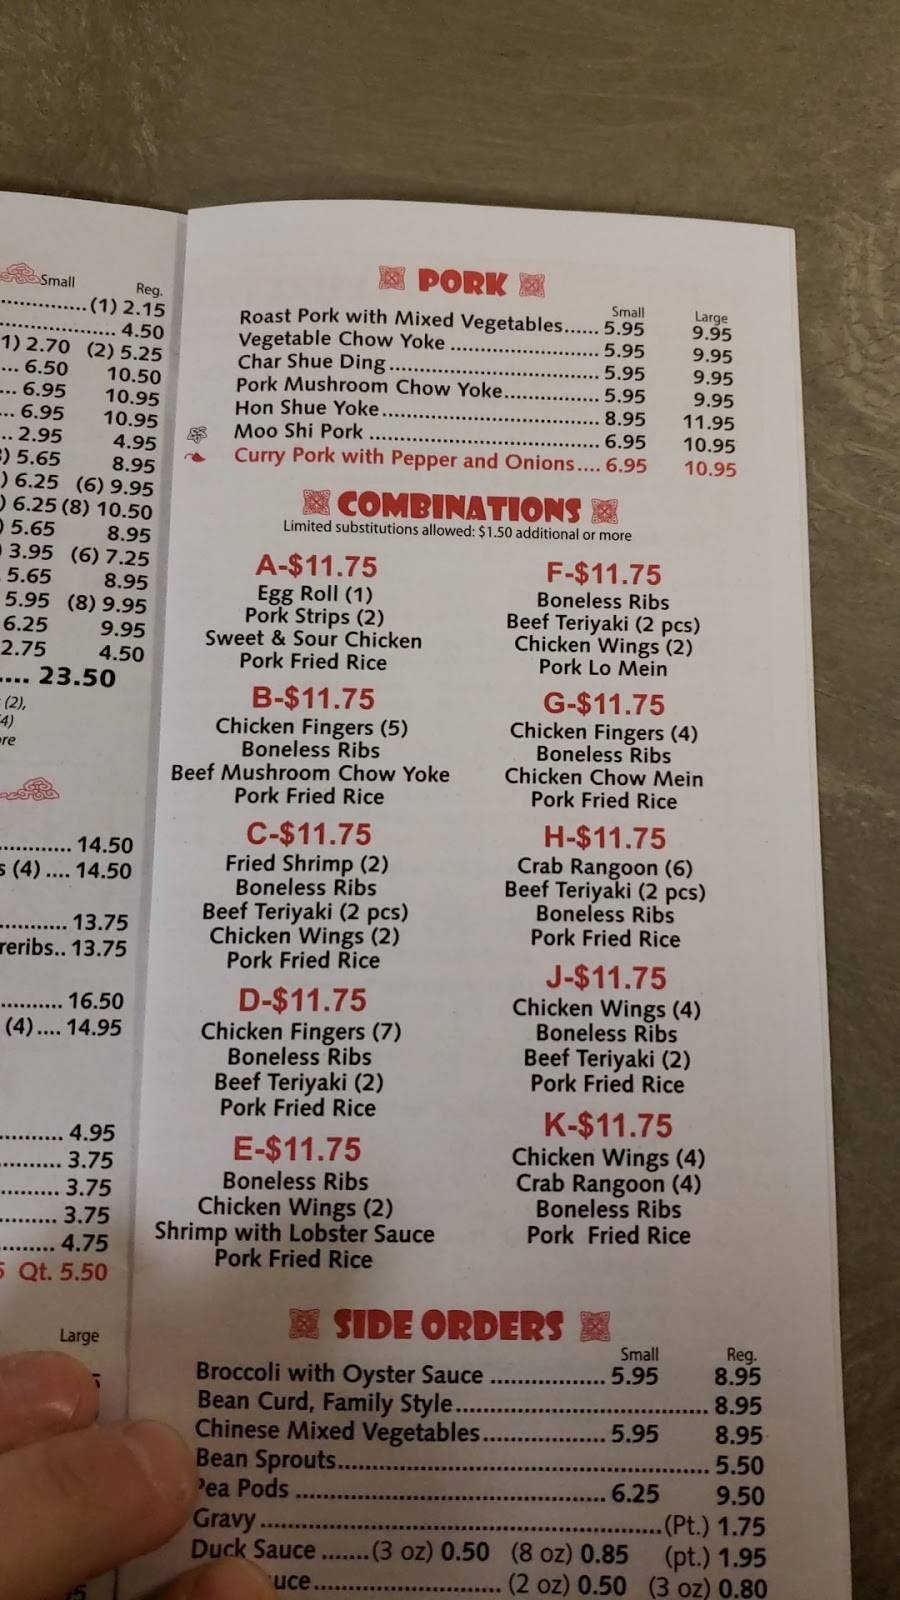 Small Reg.
(1) 2.15
4.50
1) 2.70 (2) 5.25
6.50 10.50
6.95 10.95
6.95 10.95
2.95 4.95
) 5.65 8.95
) 6.25 (6) 9.95
) 6.25 (8) 10.50
) 5.65 8.95
3.95 (6) 7.25
5.65 8.95
5.95 (8) 9.95
6.25 9.95
2.75 4.50
.... 23.50
(2),
4)
ore
............ 14.50
s (4) .... 14.50
........... 13.75
reribs.. 13.75
........... 16.50
(4).... 14.95
........... 4.95
........... 3.75
........... 3.75
........... 3.75
......... 4.75
5 Qt. 5.50
Large
PORK
Small Large
Roast Pork with Mixed Vegetables...... 5.95 9.95
Vegetable Chow Yoke ........................ 5.95 9.95
Char Shue Ding.................................. 5.95 9.95
Pork Mushroom Chow Yoke............... 5.95 9.95
Hon Shue Yoke................................... 8.95 11.95
Moo Shi Pork ..................................... 6.95 10.95
Curry Pork with Pepper and Onions.... 6.95 10.95
COMBINATIONS
Limited substitutions allowed: $1.50 additional or more
A-$11.75
Egg Roll (1)
Pork Strips (2)
Sweet & Sour Chicken
Pork Fried Rice
B-$11.75
Chicken Fingers (5)
Boneless Ribs
Beef Mushroom Chow Yoke
Pork Fried Rice
C-$11.75
Fried Shrimp (2)
Boneless Ribs
Beef Teriyaki (2 pcs)
Chicken Wings (2)
Pork Fried Rice
D-$11.75
Chicken Fingers (7)
Boneless Ribs
Beef Teriyaki (2)
Pork Fried Rice
E-$11.75
Boneless Ribs
Chicken Wings (2)
Shrimp with Lobster Sauce
Pork Fried Rice
F-$11.75
Boneless Ribs
Beef Teriyaki (2 pcs)
Chicken Wings (2)
Pork Lo Mein
G-$11.75
Chicken Fingers (4)
Boneless Ribs
Chicken Chow Mein
Pork Fried Rice
H-$11.75
Crab Rangoon (6)
Beef Teriyaki (2 pcs)
Boneless Ribs
Pork Fried Rice
J-$11.75
Chicken Wings (4)
Boneless Ribs
Beef Teriyaki (2)
Pork Fried Rice
K-$11.75
Chicken Wings (4)
Crab Rangoon (4)
Boneless Ribs
Pork Fried Rice
SIDE ORDERS
Small Reg.
Broccoli with Oyster Sauce ................. 5.95 8.95
Bean Curd, Family Style..................................... 8.95
Chinese Mixed Vegetables.................. 5.95 8.95
Bean Sprouts...................................................... 5.50
Pea Pods ............................................. 6.25 9.50
Gravy...........................................................(Pt.) 1.75
Duck Sauce .......(3 oz) 0.50 (8 oz) 0.85 (pt.) 1.95
uce........................... (2 oz) 0.50 (3 oz) 0.80